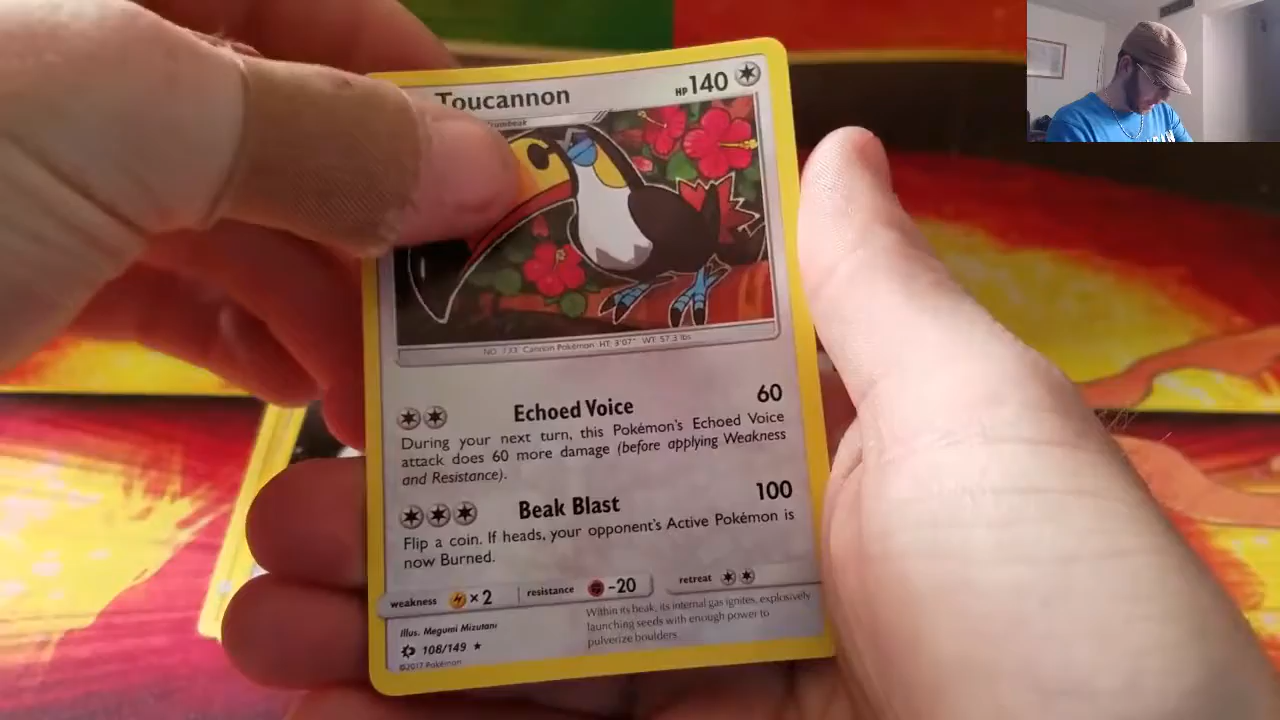 Toucannon
HP 140
NO. 733 Cannon Pokémon HT: 3'07" WT: 57.3 lbs
Echoed Voice 60
During your next turn, this Pokémon's Echoed Voice
attack does 60 more damage (before applying Weakness
and Resistance).
Beak Blast 100
Flip a coin. If heads, your opponent's Active Pokémon is
now Burned.
weakness ×2 resistance -20 retreat
Within its beak, its internal gas ignites, explosively
launching seeds with enough power to
pulverize boulders.
Illus. Megumi Mizutani
108/149 ★
©2017 Pokémon